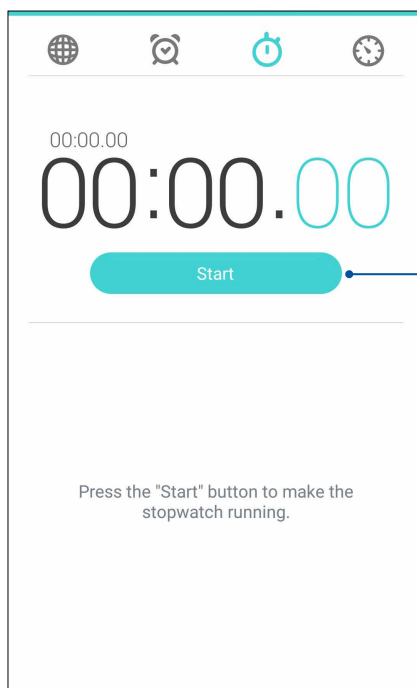 00:00.00
00:00.00
Start
Press the "Start" button to make the
stopwatch running.